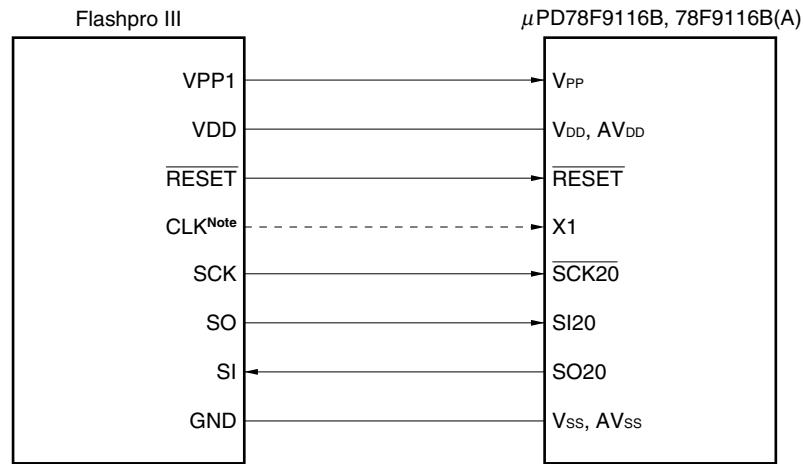 Flashpro III
μPD78F9116B, 78F9116B(A)
VPP1
VPP
VDD
VDD, AVDD
RESET
RESET
CLKNote
X1
SCK
SCK20
SO
SI20
SI
SO20
GND
VSS, AVSS